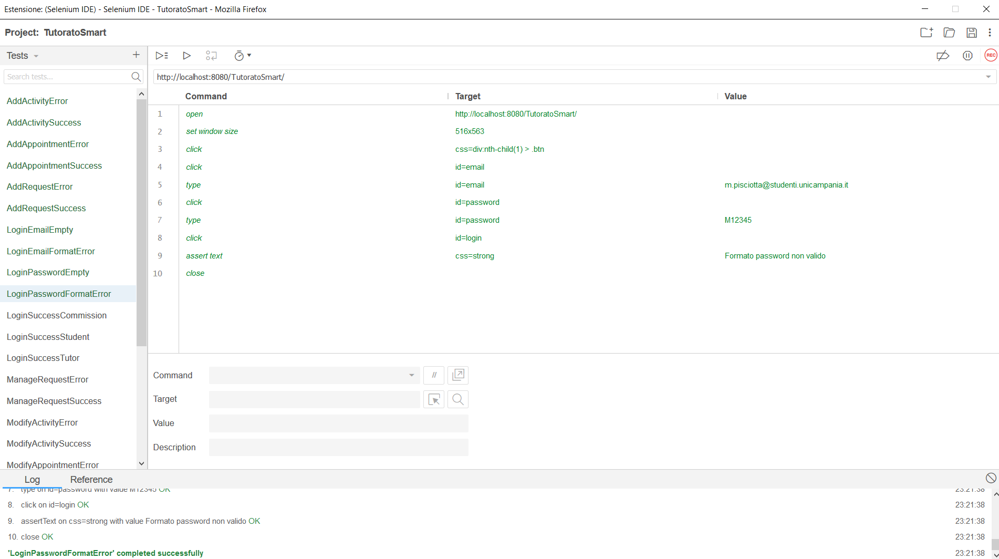 Estensione: (Selenium IDE) - Selenium IDE - TutoratoSmart - Mozilla Firefox
Project: TutoratoSmart
Tests
Search tests...
AddActivityError
AddActivitySuccess
AddAppointmentError
AddAppointmentSuccess
AddRequestError
AddRequestSuccess
LoginEmailEmpty
LoginEmailFormatError
LoginPasswordEmpty
LoginPasswordFormatError
LoginSuccessCommission
LoginSuccessStudent
LoginSuccessTutor
ManageRequestError
ManageRequestSuccess
ModifyActivityError
ModifyActivitySuccess
ModifyAppointmentError
REC
http://localhost:8080/TutoratoSmart/
Command Target Value
1 open http://localhost:8080/TutoratoSmart/
2 set window size 516x563
3 click css=div:nth-child(1) > .btn
4 click id=email
5 type id=email m.pisciotta@studenti.unicampania.it
6 click id=password
7 type id=password M12345
8 click id=login
9 assert text css=strong Formato password non valido
10 close
Command //
Target
Value
Description
Log Reference
7. type on id=password with value M12345 OK 23:21:38
8. click on id=login OK 23:21:38
9. assertText on css=strong with value Formato password non valido OK 23:21:38
10. close OK 23:21:38
'LoginPasswordFormatError' completed successfully 23:21:38